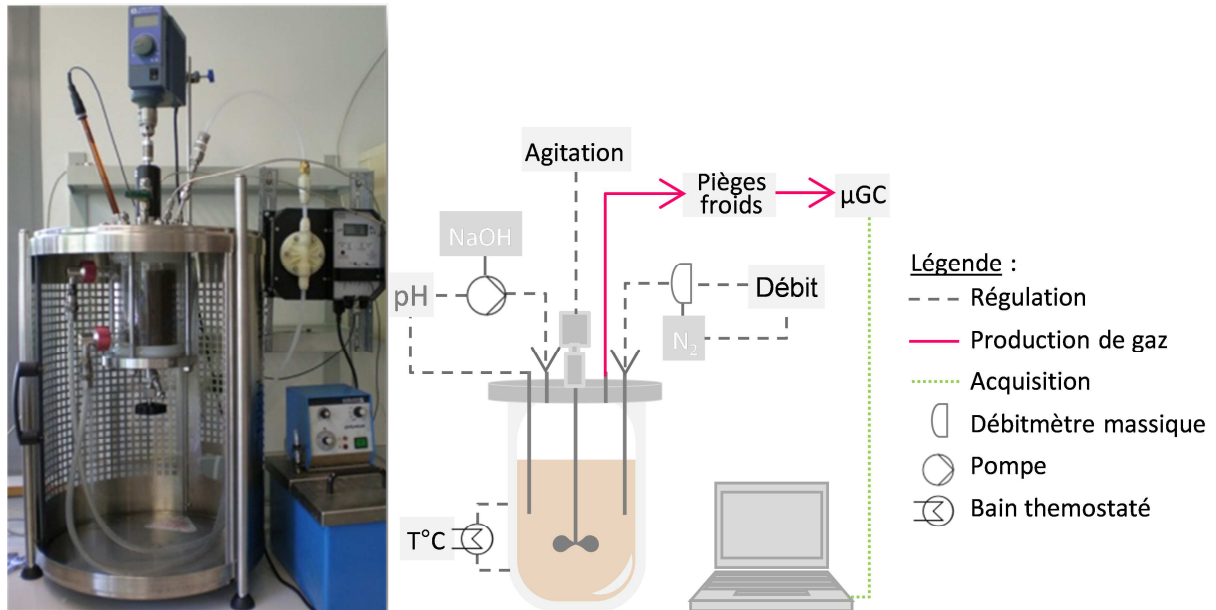 Agitation
Pièges
froids
µGC
NaOH
pH
Débit
N₂
T°C
Légende :
Régulation
Production de gaz
Acquisition
Débitmètre massique
Pompe
Bain themostaté